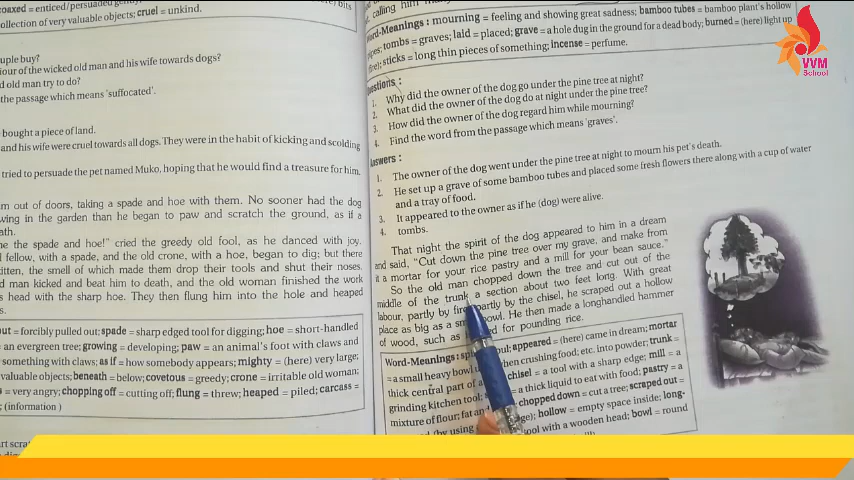 coaxed = enticed/persuaded
bits
ollection of very valuable objects; cruel = unkind.
uple buy?
iour of the wicked old man and his wife towards dogs?
d old man try to do?
the passage which means 'suffocated'.
bought a piece of land.
and his wife were cruel towards all dogs. They were in the habit of kicking and scolding
tried to persuade the pet named Muko, hoping that he would find a treasure for him.
m out of doors, taking a spade and hoe with them. No sooner had the dog
wing in the garden than he began to paw and scratch the ground, as if a
ath.
he the spade and hoe!" cried the greedy old fool, as he danced with joy.
l fellow, with a spade, and the old crone, with a hoe, began to dig; but there
itten, the smell of which made them drop their tools and shut their noses.
d man kicked and beat him to death, and the old woman finished the work
s head with the sharp hoe. They then flung him into the hole and heaped
s.
out = forcibly pulled out; spade = sharp edged tool for digging; hoe = short-handled
an evergreen tree; growing = developing; paw = an animal's foot with claws and
something with claws; as if = how somebody appears; mighty = (here) very large;
valuable objects; beneath = below; covetous = greedy; crone = irritable old woman;
= very angry; chopping off = cutting off; flung = threw; heaped = piled; carcass =
; (information )
calling him
Word-Meanings : mourning = feeling and showing great sadness; bamboo tubes = bamboo plant's hollow
pipes; tombs = graves; laid = placed; grave = a hole dug in the ground for a dead body; burned = (here) light up
fire); sticks = long thin pieces of something; incense = perfume.
Questions :
1. Why did the owner of the dog go under the pine tree at night?
2. What did the owner of the dog do at night under the pine tree?
3. How did the owner of the dog regard him while mourning?
4. Find the word from the passage which means 'graves'.
Answers :
1. The owner of the dog went under the pine tree at night to mourn his pet's death.
2. He set up a grave of some bamboo tubes and placed some fresh flowers there along with a cup of water
and a tray of food.
3. It appeared to the owner as if he (dog) were alive.
4. tombs.
That night the spirit of the dog appeared to him in a dream
and said, "Cut down the pine tree over my grave, and make from
it a mortar for your rice pastry and a mill for your bean sauce."
So the old man chopped down the tree and cut out of the
middle of the trunk a section about two feet long. With great
labour, partly by fire partly by the chisel, he scraped out a hollow
place as big as a small bowl. He then made a longhandled hammer
of wood, such as is used for pounding rice.
Word-Meanings : appeared = (here) came in dream; mortar
= a small heavy bowl when crushing food; etc. into powder; trunk =
thick central part of a chisel = a tool with a sharp edge; mill = a
grinding kitchen tool; = a thick liquid to eat with food; pastry = a
mixture of flour; fat and chopped down = cut a tree; scraped out =
(by using hollow = empty space inside; long-
tool with a wooden head; bowl = round
VVM
School